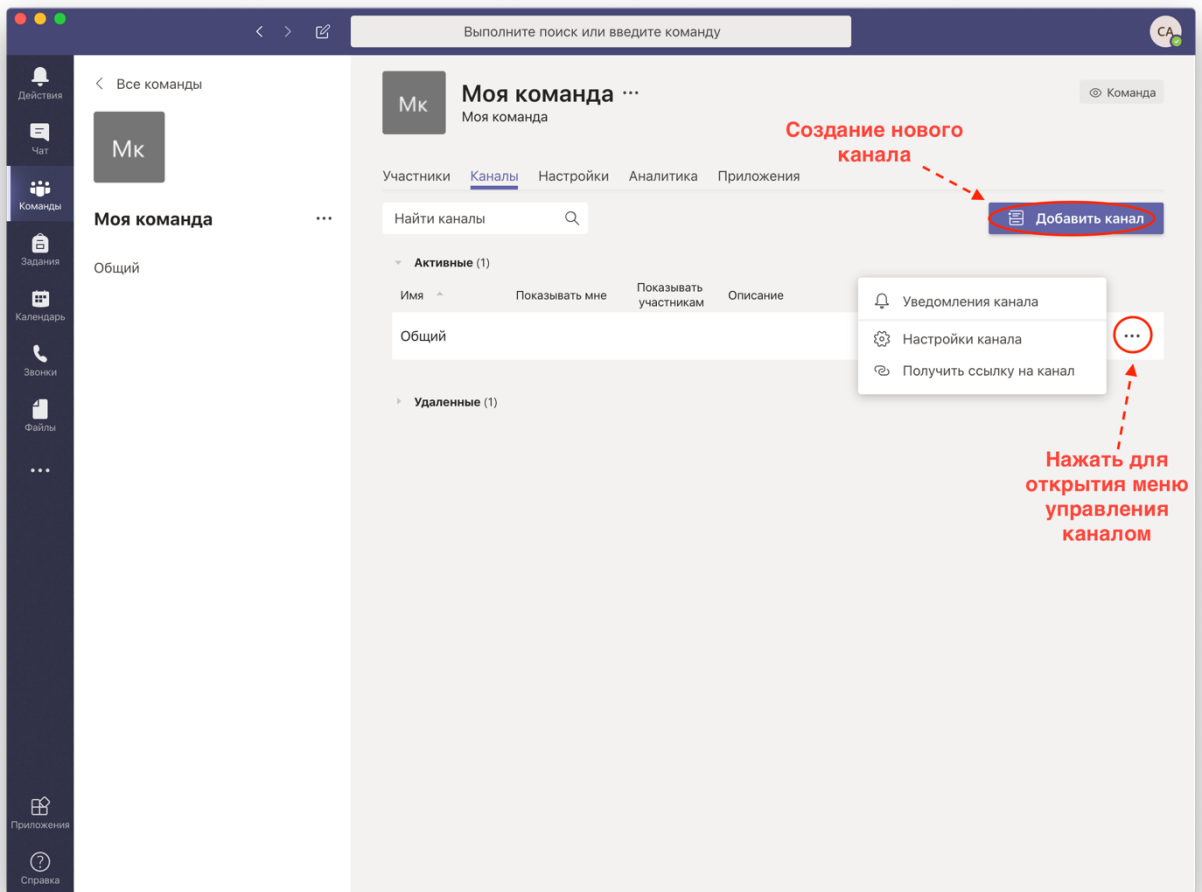 Выполните поиск или введите команду
CA
Действия
Чат
Команды
Задания
Календарь
Звонки
Файлы
Приложения
Справка
Все команды
Мк
Моя команда ...
Общий
Мк
Моя команда ...
Моя команда
Команда
Создание нового
канала
Участники Каналы Настройки Аналитика Приложения
Найти каналы
Добавить канал
Активные (1)
Имя Показывать мне Показывать участникам Описание
Общий
Уведомления канала
Настройки канала
Получить ссылку на канал
Удаленные (1)
Нажать для
открытия меню
управления
каналом